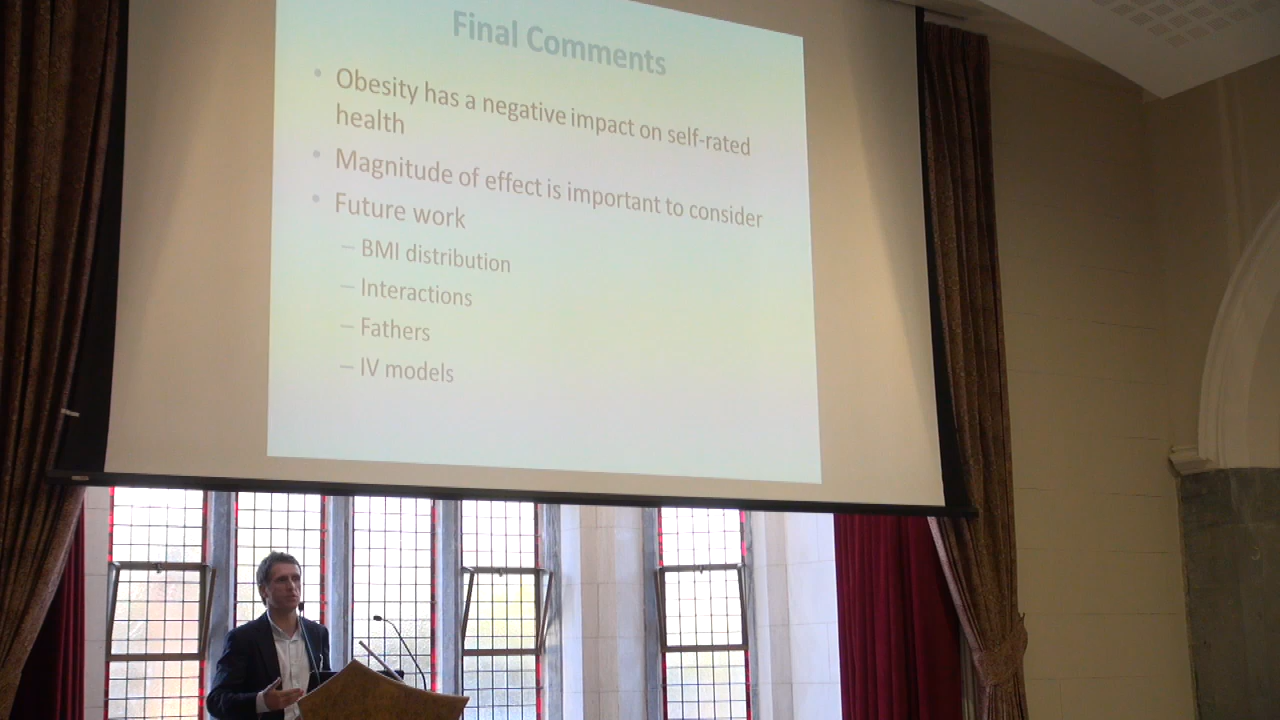 Final Comments
• Obesity has a negative impact on self-rated
health
• Magnitude of effect is important to consider
• Future work
– BMI distribution
– Interactions
– Fathers
– IV models